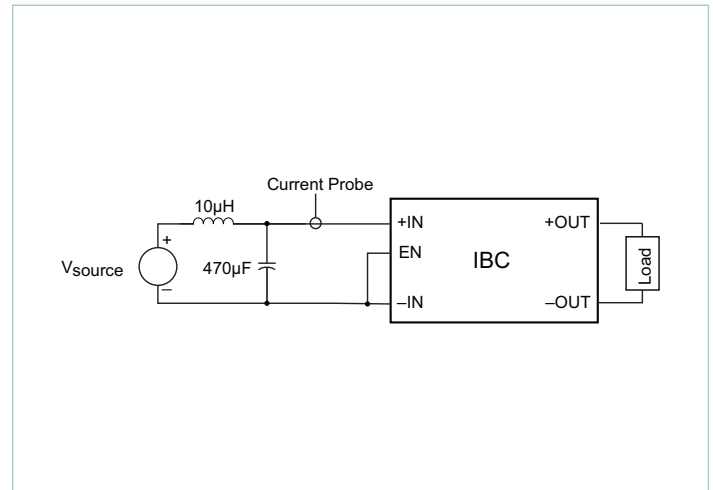 Current Probe
10µH
+IN
+OUT
+
EN
Vsource
470µF
IBC
Load
–
–IN
–OUT